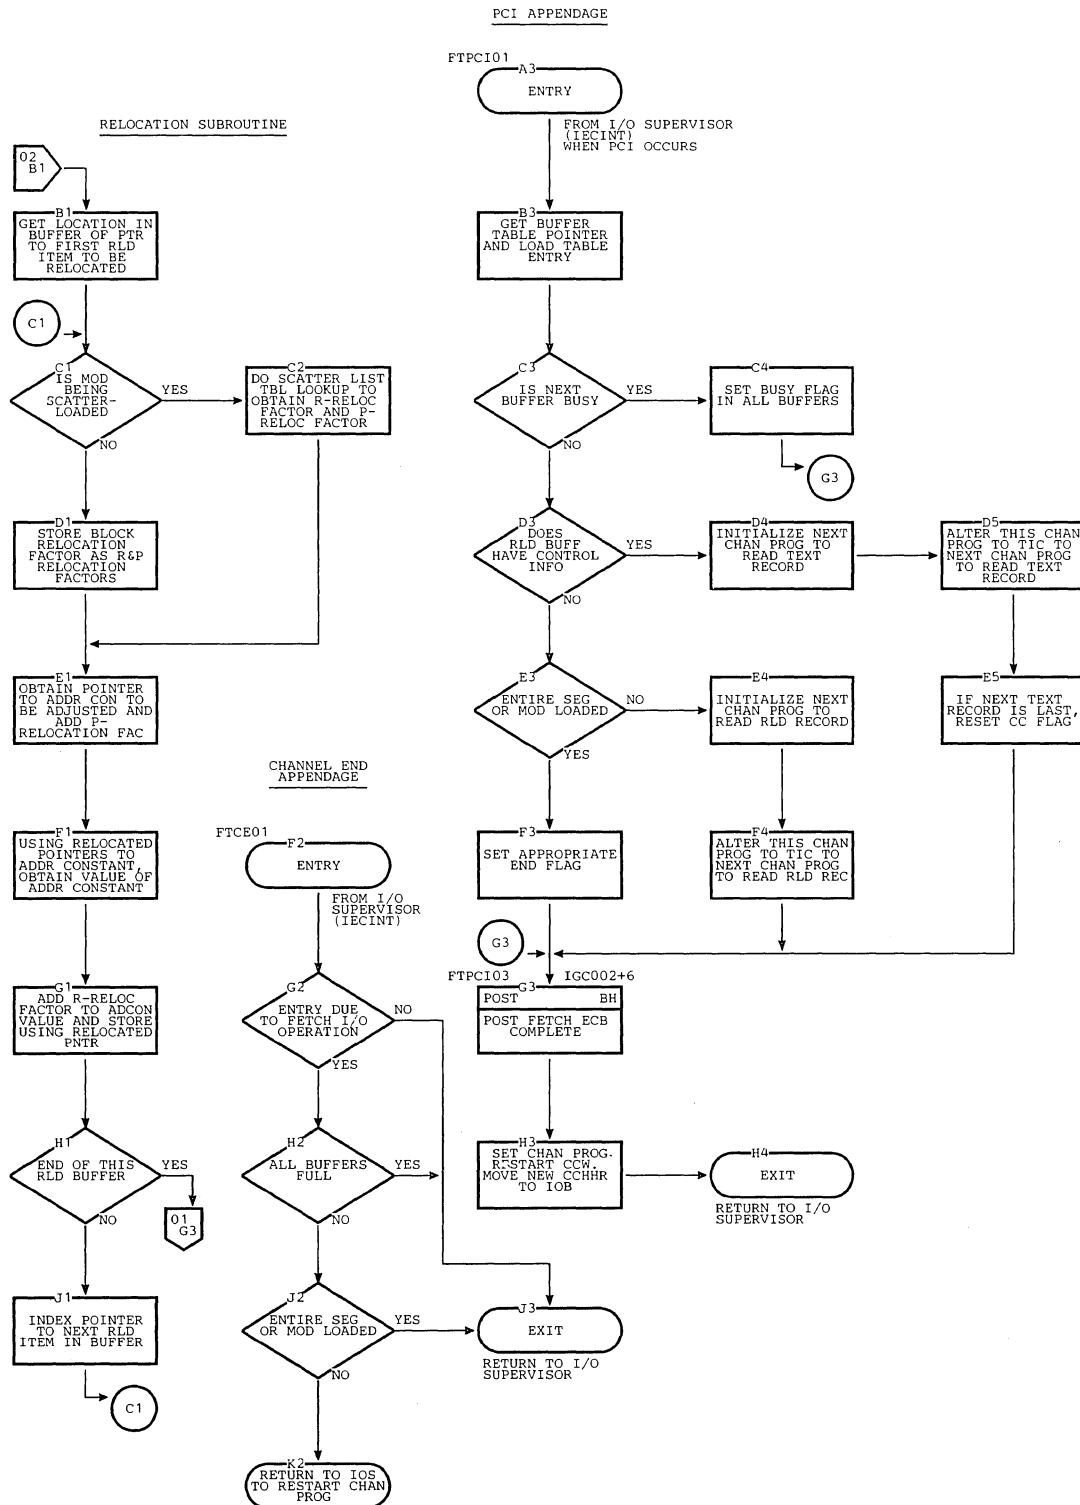 PCI APPENDAGE
FTPCI01
A3
ENTRY
FROM I/O SUPERVISOR
(IECINT)
WHEN PCI OCCURS
RELOCATION SUBROUTINE
02
B1
B1
GET LOCATION IN
BUFFER OF PTR
TO FIRST RLD
ITEM TO BE
RELOCATED
B3
GET BUFFER
TABLE POINTER
AND LOAD TABLE
ENTRY
C1
C1
IS MOD
BEING
SCATTER-
LOADED
YES
NO
C2
DO SCATTER LIST
TBL LOOKUP TO
OBTAIN R-RELOC
FACTOR AND P-
RELOC FACTOR
C3
IS NEXT
BUFFER BUSY
YES
NO
C4
SET BUSY FLAG
IN ALL BUFFERS
G3
D1
STORE BLOCK
RELOCATION
FACTOR AS R&P
RELOCATION
FACTORS
D3
DOES
RLD BUFF
HAVE CONTROL
INFO
YES
NO
D4
INITIALIZE NEXT
CHAN PROG TO
READ TEXT
RECORD
D5
ALTER THIS CHAN
PROG TO TIC TO
NEXT CHAN PROG
TO READ TEXT
RECORD
E1
OBTAIN POINTER
TO ADDR CON TO
BE ADJUSTED AND
ADD P-
RELOCATION FAC
E3
ENTIRE SEG
OR MOD LOADED
NO
YES
E4
INITIALIZE NEXT
CHAN PROG TO
READ RLD RECORD
E5
IF NEXT TEXT
RECORD IS LAST,
RESET CC FLAG
CHANNEL END
APPENDAGE
F1
USING RELOCATED
POINTERS TO
ADDR CONSTANT,
OBTAIN VALUE OF
ADDR CONSTANT
FTCE01
F2
ENTRY
FROM I/O
SUPERVISOR
(IECINT)
F3
SET APPROPRIATE
END FLAG
F4
ALTER THIS CHAN
PROG TO TIC TO
NEXT CHAN PROG
TO READ RLD REC
G3
G1
ADD R-RELOC
FACTOR TO ADCON
VALUE AND STORE
USING RELOCATED
PNTR
G2
ENTRY DUE
TO FETCH I/O
OPERATION
NO
YES
FTPCI03
IGC002+6
G3
POST BH
POST FETCH ECB
COMPLETE
H1
END OF THIS
RLD BUFFER
YES
NO
01
G3
H2
ALL BUFFERS
FULL
YES
NO
H3
SET CHAN PROG.
RESTART CCW.
MOVE NEW CCHHR
TO IOB
H4
EXIT
RETURN TO I/O
SUPERVISOR
J1
INDEX POINTER
TO NEXT RLD
ITEM IN BUFFER
C1
J2
ENTIRE SEG
OR MOD LOADED
YES
NO
J3
EXIT
RETURN TO I/O
SUPERVISOR
K2
RETURN TO IOS
TO RESTART CHAN
PROG